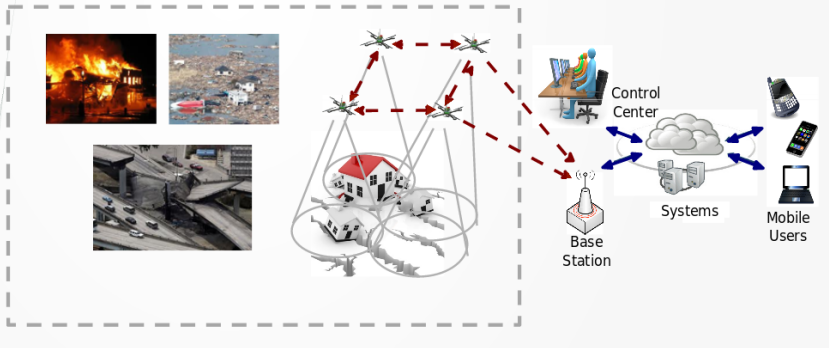 Control
Center
Systems
Base
Station
Mobile
Users